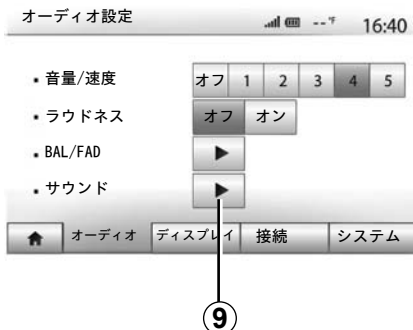 オーディオ設定 --°F 16:40
・音量/速度 オフ 1 2 3 4 5
・ラウドネス オフ オン
・BAL/FAD
・サウンド
オーディオ ディスプレイ 接続 システム
9